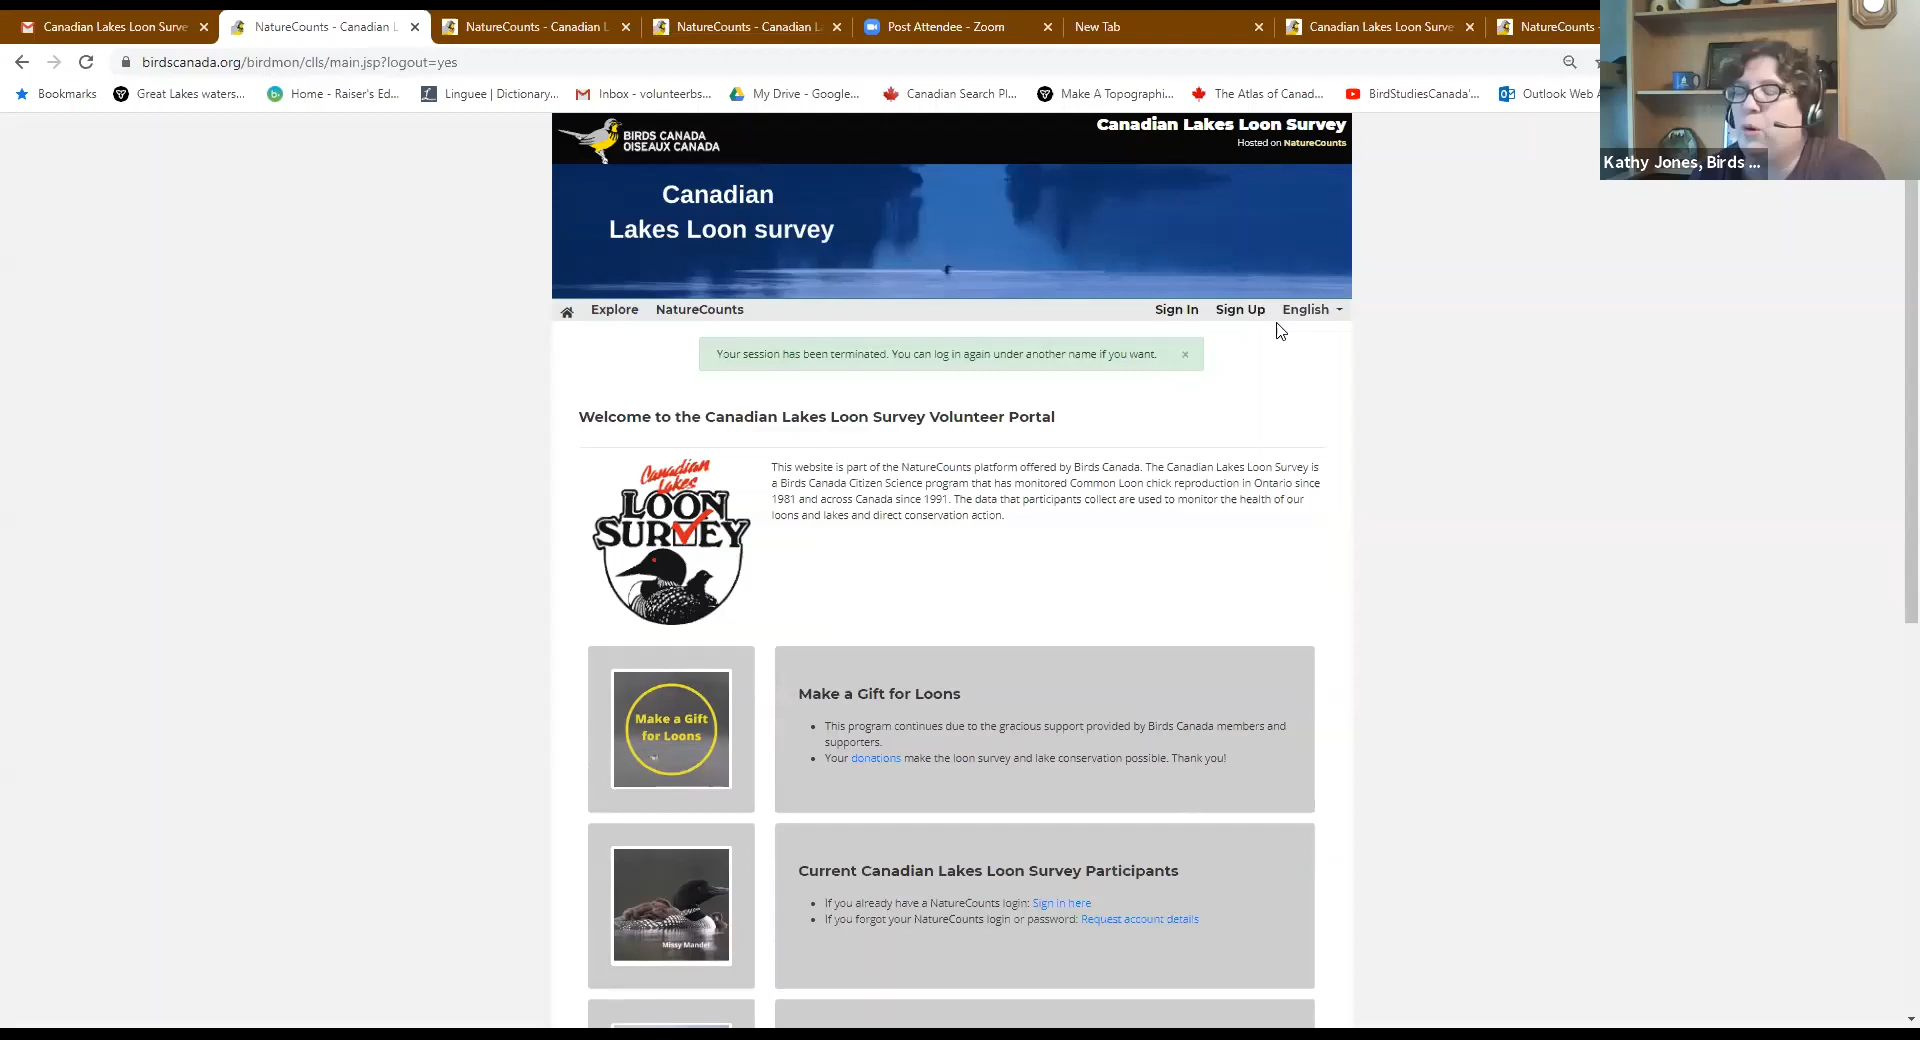 Canadian Lakes Loon Surve
NatureCounts - Canadian L
NatureCounts - Canadian L
NatureCounts - Canadian L
Post Attendee - Zoom
New Tab
Canadian Lakes Loon Surve
NatureCounts -
birdscanada.org/birdmon/clls/main.jsp?logout=yes
Bookmarks
Great Lakes waters...
Home - Raiser's Ed...
Linguee | Dictionary...
Inbox - volunteerbs...
My Drive - Google...
Canadian Search Pl...
Make A Topographi...
The Atlas of Canad...
BirdStudiesCanada'...
Outlook Web A
Kathy Jones, Birds ...
BIRDS CANADA
OISEAUX CANADA
Canadian Lakes Loon Survey
Hosted on NatureCounts
Canadian
Lakes Loon survey
Explore
NatureCounts
Sign In
Sign Up
English
Your session has been terminated. You can log in again under another name if you want. ×
Welcome to the Canadian Lakes Loon Survey Volunteer Portal
Canadian
Lakes
LOON
SURVEY
This website is part of the NatureCounts platform offered by Birds Canada. The Canadian Lakes Loon Survey is
a Birds Canada Citizen Science program that has monitored Common Loon chick reproduction in Ontario since
1981 and across Canada since 1991. The data that participants collect are used to monitor the health of our
loons and lakes and direct conservation action.
Make a Gift
for Loons
Make a Gift for Loons
• This program continues due to the gracious support provided by Birds Canada members and
supporters.
• Your donations make the loon survey and lake conservation possible. Thank you!
Missy Mandel
Current Canadian Lakes Loon Survey Participants
• If you already have a NatureCounts login: Sign in here
• If you forgot your NatureCounts login or password: Request account details